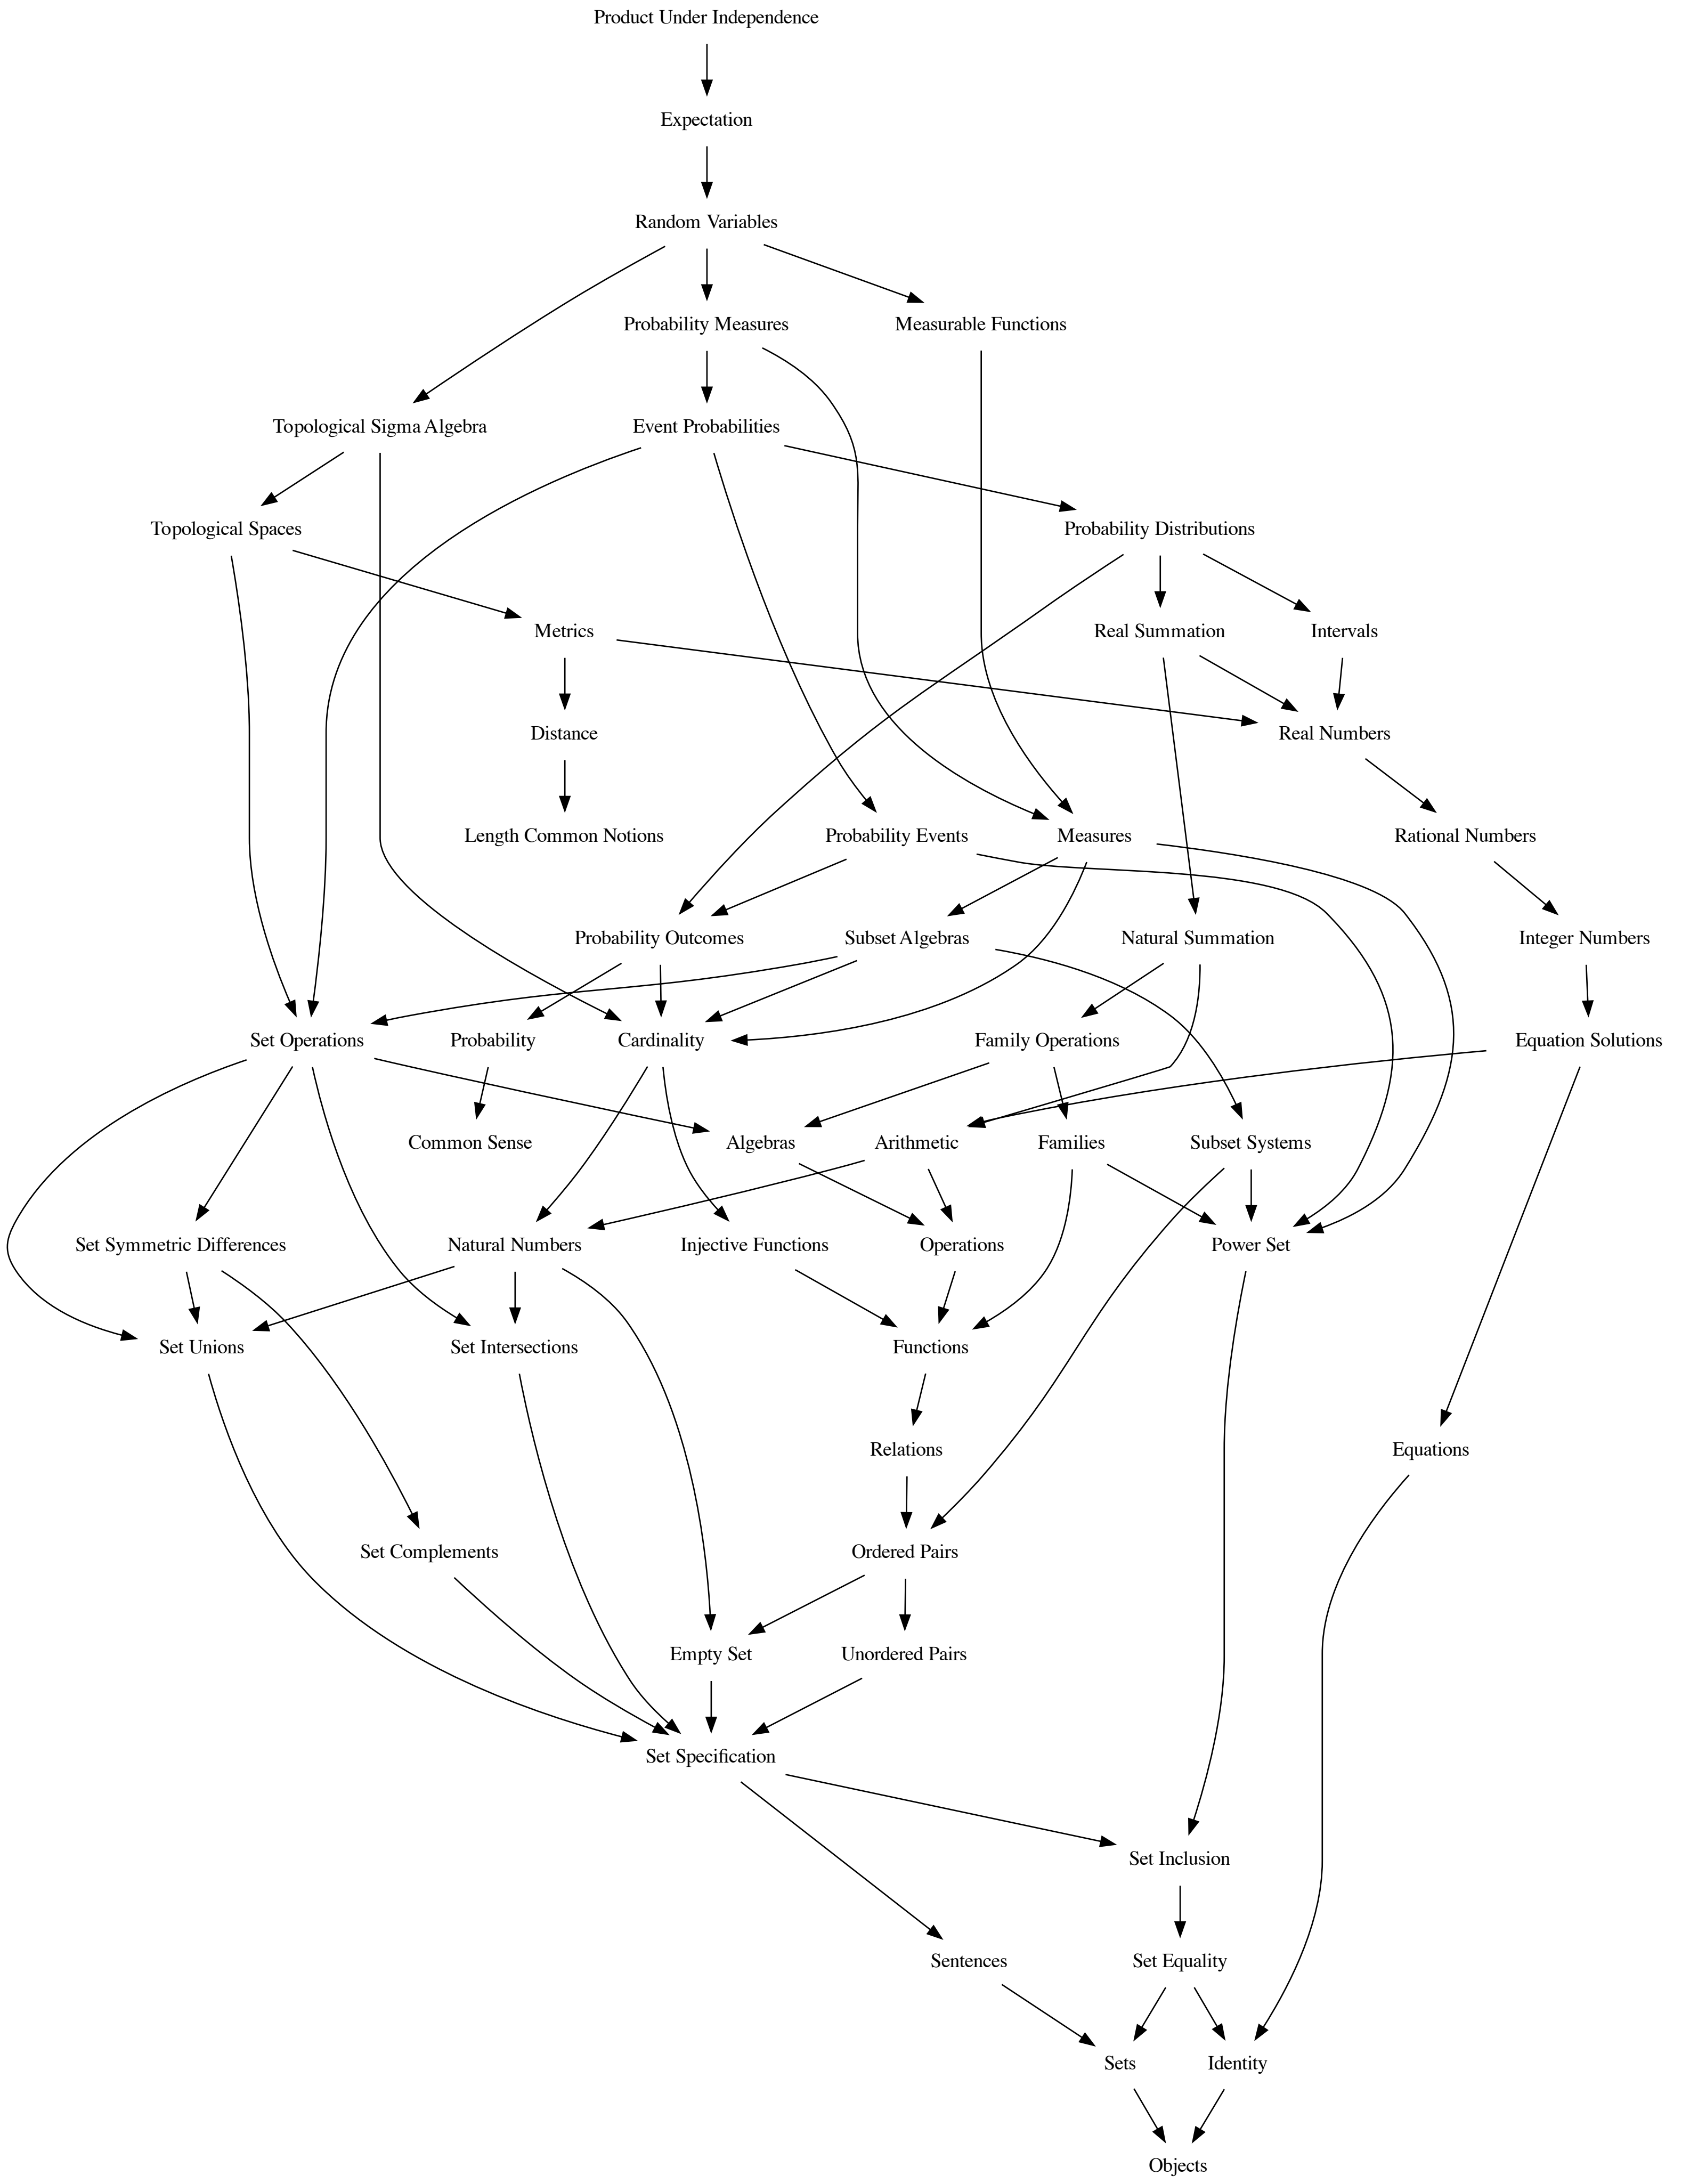 Product Under Independence
Expectation
Random Variables
Probability Measures
Measurable Functions
Topological Sigma Algebra
Event Probabilities
Topological Spaces
Probability Distributions
Metrics
Real Summation
Intervals
Distance
Real Numbers
Length Common Notions
Probability Events
Measures
Rational Numbers
Probability Outcomes
Subset Algebras
Natural Summation
Integer Numbers
Set Operations
Probability
Cardinality
Family Operations
Equation Solutions
Common Sense
Algebras
Arithmetic
Families
Subset Systems
Set Symmetric Differences
Natural Numbers
Injective Functions
Operations
Power Set
Set Unions
Set Intersections
Functions
Relations
Equations
Set Complements
Ordered Pairs
Empty Set
Unordered Pairs
Set Specification
Set Inclusion
Sentences
Set Equality
Sets
Identity
Objects